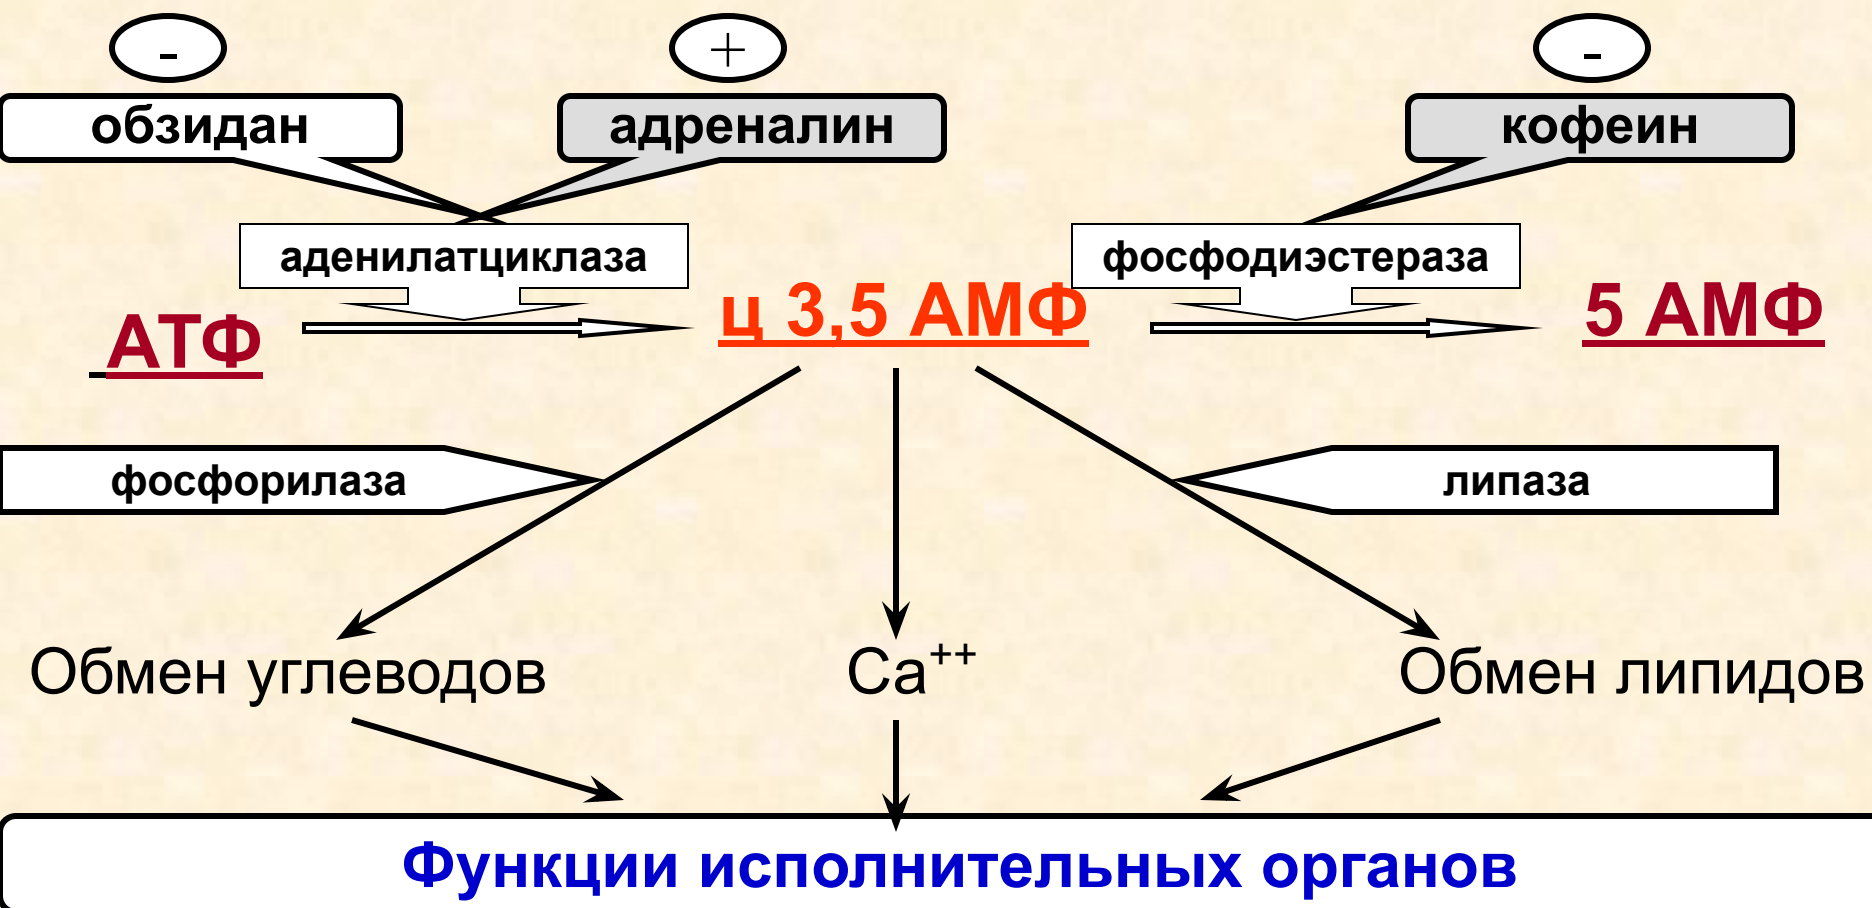 - + -
обзидан адреналин кофеин
аденилатциклаза фосфодиэстераза
АТФ ц 3,5 АМФ 5 АМФ
фосфорилаза липаза
Обмен углеводов Ca++ Обмен липидов
Функции исполнительных органов